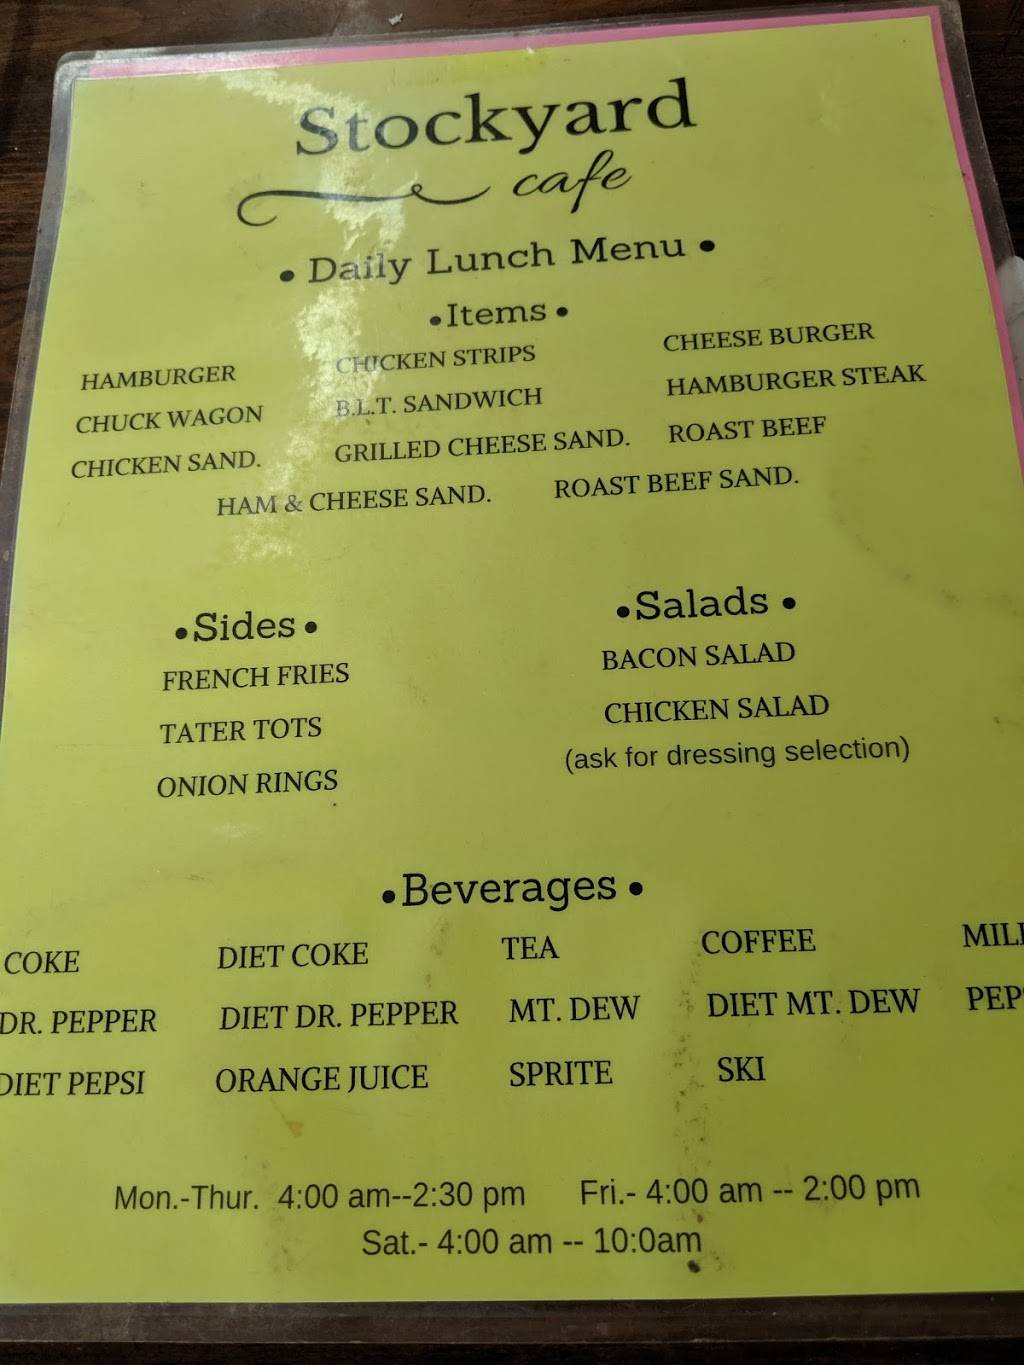 Stockyard
cafe
• Daily Lunch Menu •
•Items •
HAMBURGER CHICKEN STRIPS CHEESE BURGER
CHUCK WAGON B.L.T. SANDWICH HAMBURGER STEAK
CHICKEN SAND. GRILLED CHEESE SAND. ROAST BEEF
HAM & CHEESE SAND. ROAST BEEF SAND.
•Sides •
FRENCH FRIES
TATER TOTS
ONION RINGS
•Salads •
BACON SALAD
CHICKEN SALAD
(ask for dressing selection)
•Beverages •
COKE DIET COKE TEA COFFEE
DR. PEPPER DIET DR. PEPPER MT. DEW DIET MT. DEW
DIET PEPSI ORANGE JUICE SPRITE SKI
Mon.-Thur. 4:00 am--2:30 pm Fri.- 4:00 am -- 2:00 pm
Sat.- 4:00 am -- 10:0am